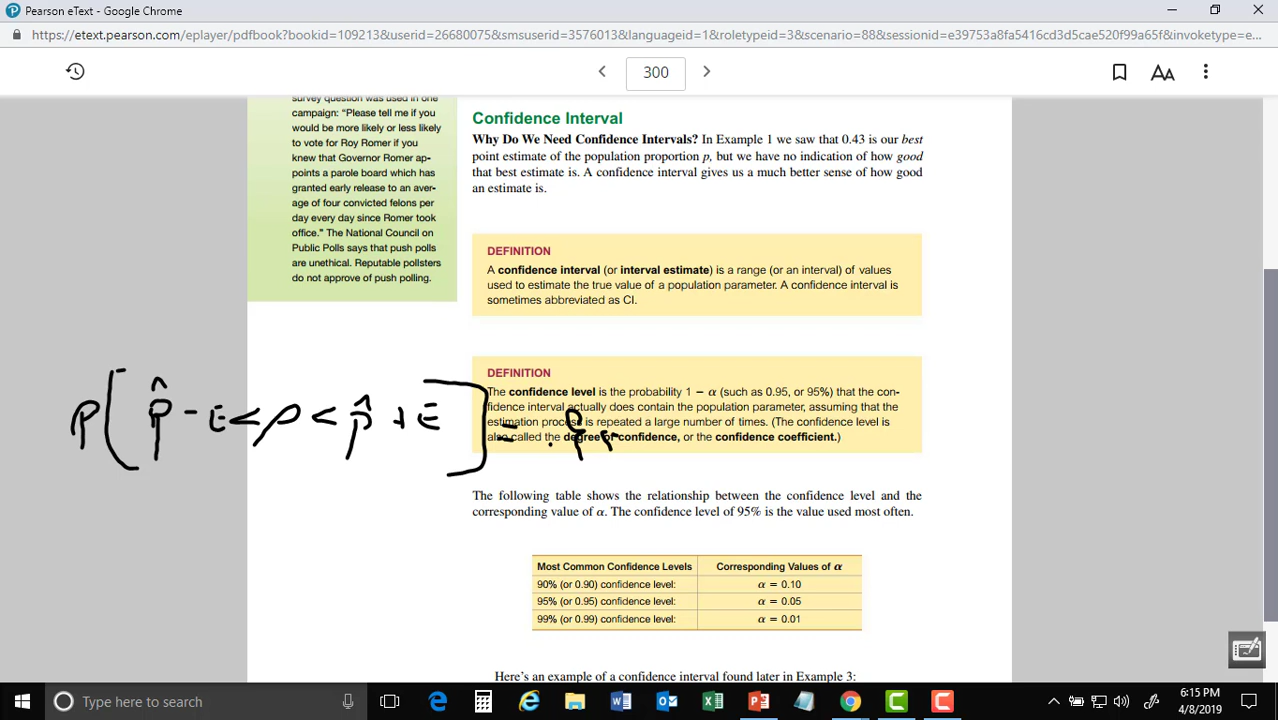 Pearson eText - Google Chrome
https://etext.pearson.com/eplayer/pdfbook?bookid=109213&userid=26680075&smsuserid=3576013&languageid=1&roletypeid=3&scenario=88&sessionid=e39753a8fa5416cd3d5cae520f99a65f&invoketype=e...
300
AA
survey question was used in one
campaign: “Please tell me if you
would be more likely or less likely
to vote for Roy Romer if you
knew that Governor Romer ap-
points a parole board which has
granted early release to an aver-
age of four convicted felons per
day every day since Romer took
office.” The National Council on
Public Polls says that push polls
are unethical. Reputable pollsters
do not approve of push polling.
Confidence Interval
Why Do We Need Confidence Intervals? In Example 1 we saw that 0.43 is our best
point estimate of the population proportion p, but we have no indication of how good
that best estimate is. A confidence interval gives us a much better sense of how good
an estimate is.
DEFINITION
A confidence interval (or interval estimate) is a range (or an interval) of values
used to estimate the true value of a population parameter. A confidence interval is
sometimes abbreviated as CI.
DEFINITION
The confidence level is the probability 1 − α (such as 0.95, or 95%) that the con-
fidence interval actually does contain the population parameter, assuming that the
estimation process is repeated a large number of times. (The confidence level is
also called the degree of confidence, or the confidence coefficient.)
P[p̂ - E < p < p̂ + E] = .9
The following table shows the relationship between the confidence level and the
corresponding value of α. The confidence level of 95% is the value used most often.
Most Common Confidence Levels Corresponding Values of α
90% (or 0.90) confidence level: α = 0.10
95% (or 0.95) confidence level: α = 0.05
99% (or 0.99) confidence level: α = 0.01
Here’s an example of a confidence interval found later in Example 3:
Type here to search
6:15 PM
4/8/2019